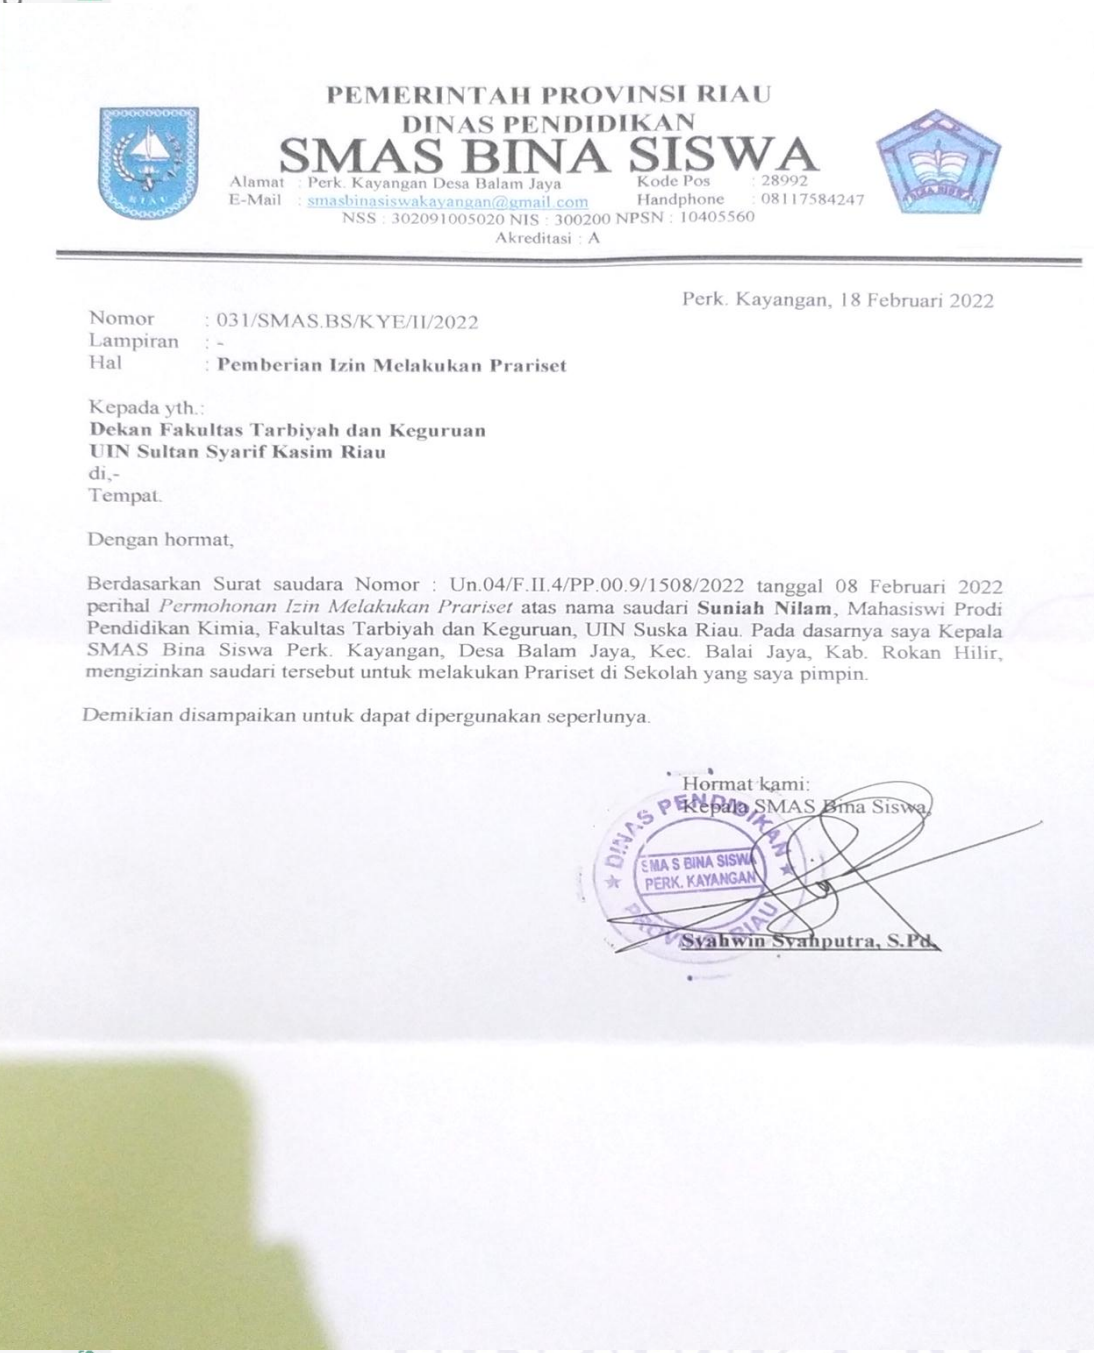 PEMERINTAH PROVINSI RIAU
DINAS PENDIDIKAN
SMAS BINA SISWA
Alamat : Perk. Kayangan Desa Balam Jaya Kode Pos : 28992
E-Mail : smasbinasiswakayangan@gmail.com Handphone : 08117584247
NSS : 302091005020 NIS : 300200 NPSN : 10405560
Akreditasi : A
RIAU
BINA SISWA
Perk. Kayangan, 18 Februari 2022
Nomor : 031/SMAS.BS/KYE/II/2022
Lampiran : -
Hal : Pemberian Izin Melakukan Prariset
Kepada yth.:
Dekan Fakultas Tarbiyah dan Keguruan
UIN Sultan Syarif Kasim Riau
di,-
Tempat.
Dengan hormat,
Berdasarkan Surat saudara Nomor : Un.04/F.II.4/PP.00.9/1508/2022 tanggal 08 Februari 2022
perihal Permohonan Izin Melakukan Prariset atas nama saudari Suniah Nilam, Mahasiswi Prodi
Pendidikan Kimia, Fakultas Tarbiyah dan Keguruan, UIN Suska Riau. Pada dasarnya saya Kepala
SMAS Bina Siswa Perk. Kayangan, Desa Balam Jaya, Kec. Balai Jaya, Kab. Rokan Hilir,
mengizinkan saudari tersebut untuk melakukan Prariset di Sekolah yang saya pimpin.
Demikian disampaikan untuk dapat dipergunakan seperlunya.
Hormat kami:
Kepala SMAS Bina Siswa,
DINAS PENDIDIKAN
SMA S BINA SISWA
PERK. KAYANGAN
PROVINSI RIAU
Syahwin Syahputra, S.Pd.